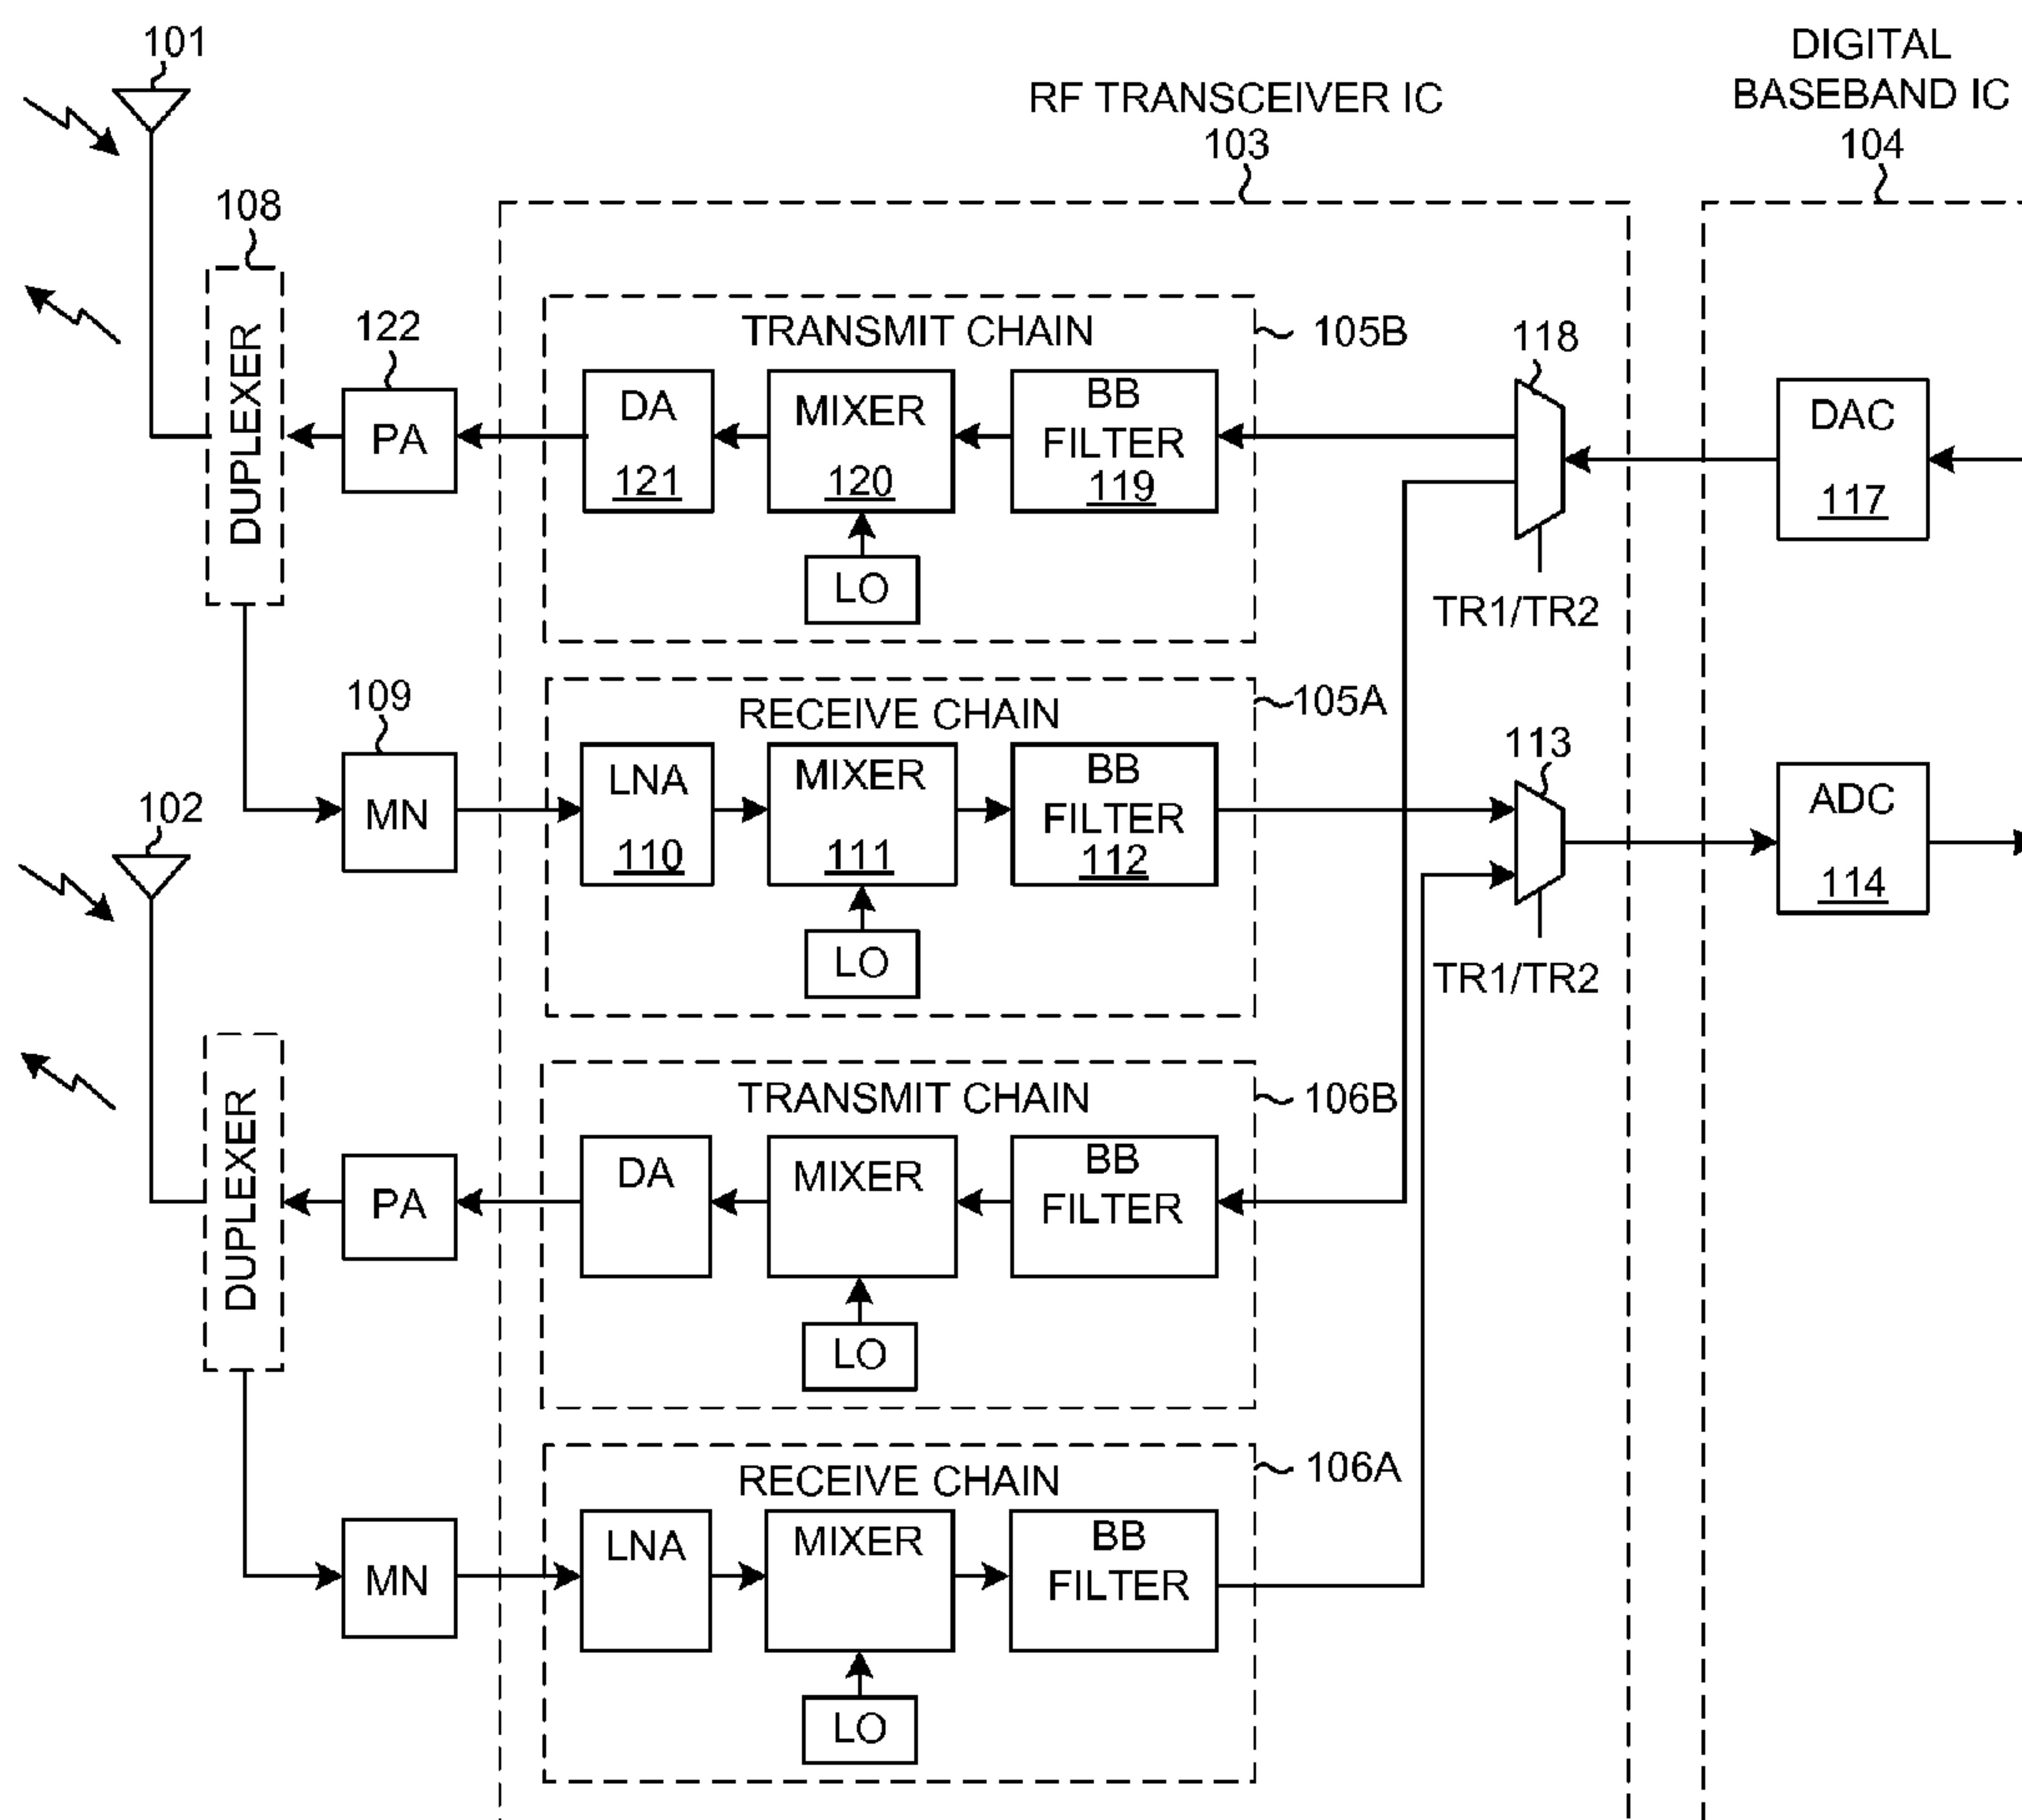 101
DIGITAL
BASEBAND IC
104
RF TRANSCEIVER IC
103
108
DUPLEXER
122
PA
TRANSMIT CHAIN
105B
DA
121
MIXER
120
BB
FILTER
119
LO
118
TR1/TR2
DAC
117
109
MN
RECEIVE CHAIN
105A
LNA
110
MIXER
111
BB
FILTER
112
LO
113
TR1/TR2
ADC
114
102
DUPLEXER
PA
TRANSMIT CHAIN
106B
DA
MIXER
BB
FILTER
LO
MN
RECEIVE CHAIN
106A
LNA
MIXER
BB
FILTER
LO